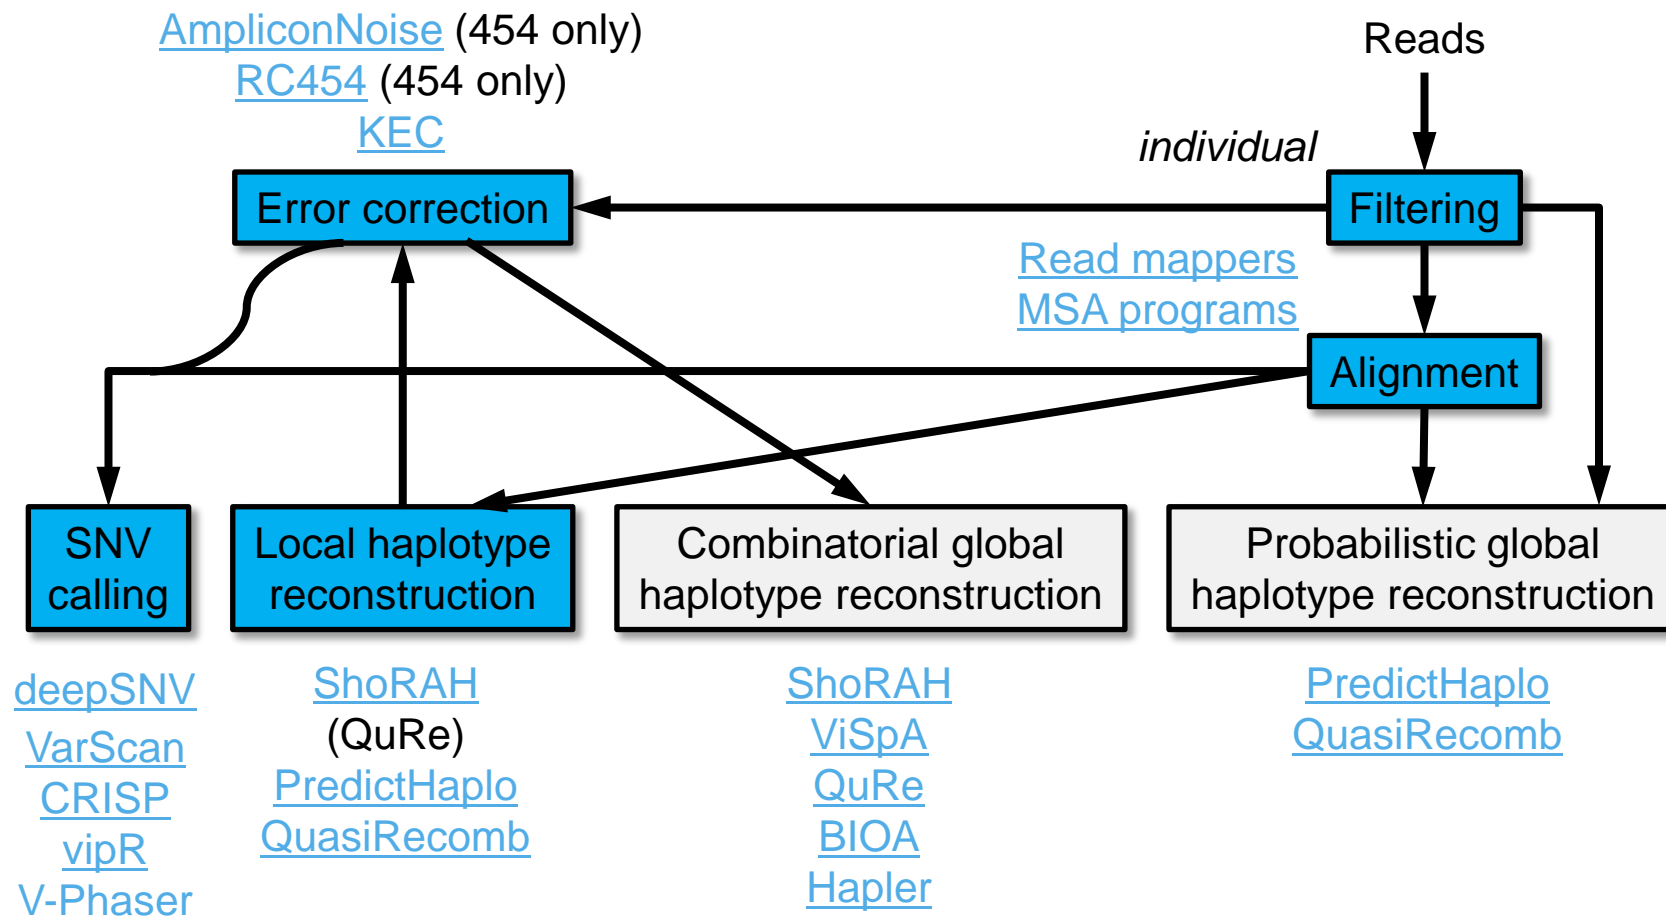 AmpliconNoise (454 only)
RC454 (454 only)
KEC
Reads
individual
Error correction
Filtering
Read mappers
MSA programs
Alignment
SNV
calling
Local haplotype
reconstruction
Combinatorial global
haplotype reconstruction
Probabilistic global
haplotype reconstruction
deepSNV
VarScan
CRISP
vipR
V-Phaser
ShoRAH
(QuRe)
PredictHaplo
QuasiRecomb
ShoRAH
ViSpA
QuRe
BIOA
Hapler
PredictHaplo
QuasiRecomb